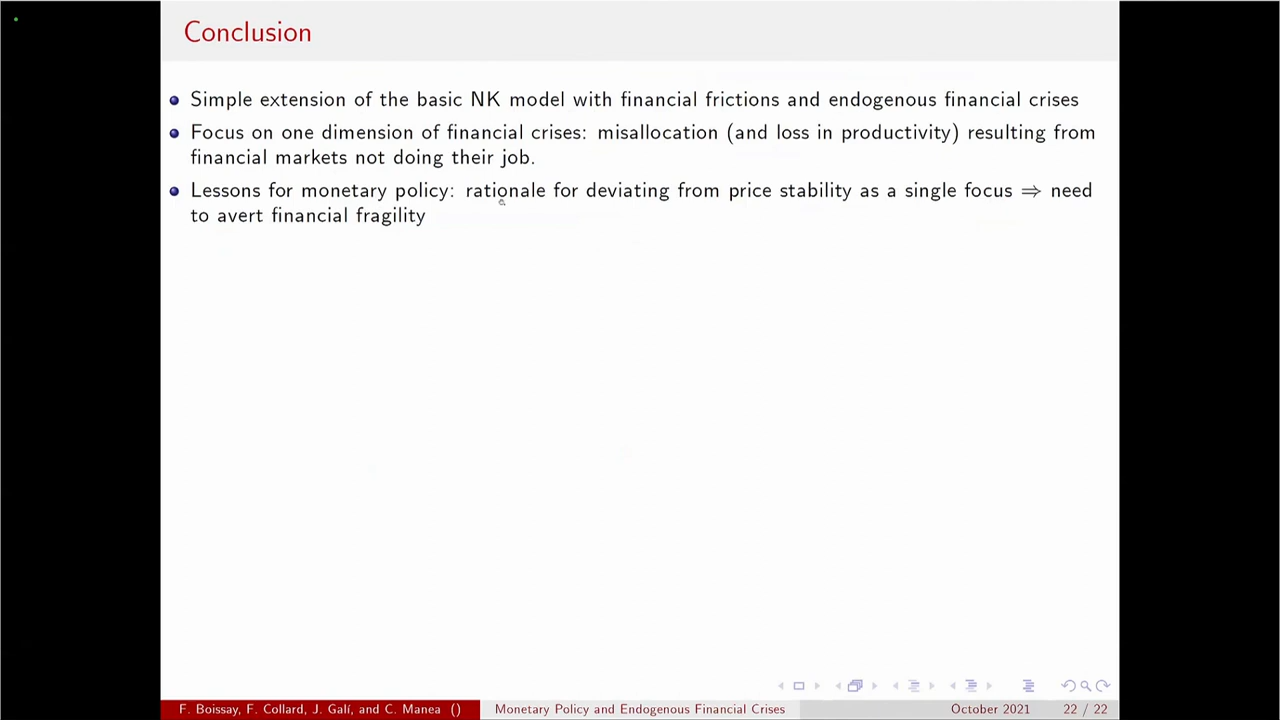 Conclusion
Simple extension of the basic NK model with financial frictions and endogenous financial crises
Focus on one dimension of financial crises: misallocation (and loss in productivity) resulting from
financial markets not doing their job.
Lessons for monetary policy: rationale for deviating from price stability as a single focus ⇒ need
to avert financial fragility
F. Boissay, F. Collard, J. Galí, and C. Manea () Monetary Policy and Endogenous Financial Crises October 2021 22 / 22